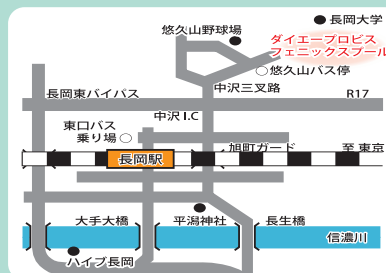 長岡大学
悠久山野球場
ダイエープロビス
フェニックスプール
悠久山バス停
中沢三叉路
長岡東バイパス
R17
中沢I.C
東口バス
乗り場
旭町ガード
至 東京
長岡駅
大手大橋
平潟神社
長生橋
信濃川
ハイブ長岡